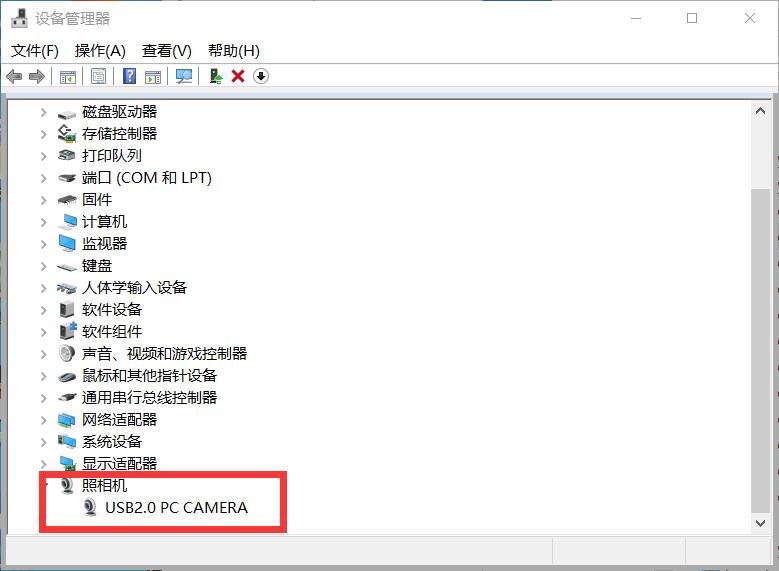 设备管理器
文件(F) 操作(A) 查看(V) 帮助(H)
磁盘驱动器
存储控制器
打印队列
端口 (COM 和 LPT)
固件
计算机
监视器
键盘
人体学输入设备
软件设备
软件组件
声音、视频和游戏控制器
鼠标和其他指针设备
通用串行总线控制器
网络适配器
系统设备
显示适配器
照相机
USB2.0 PC CAMERA